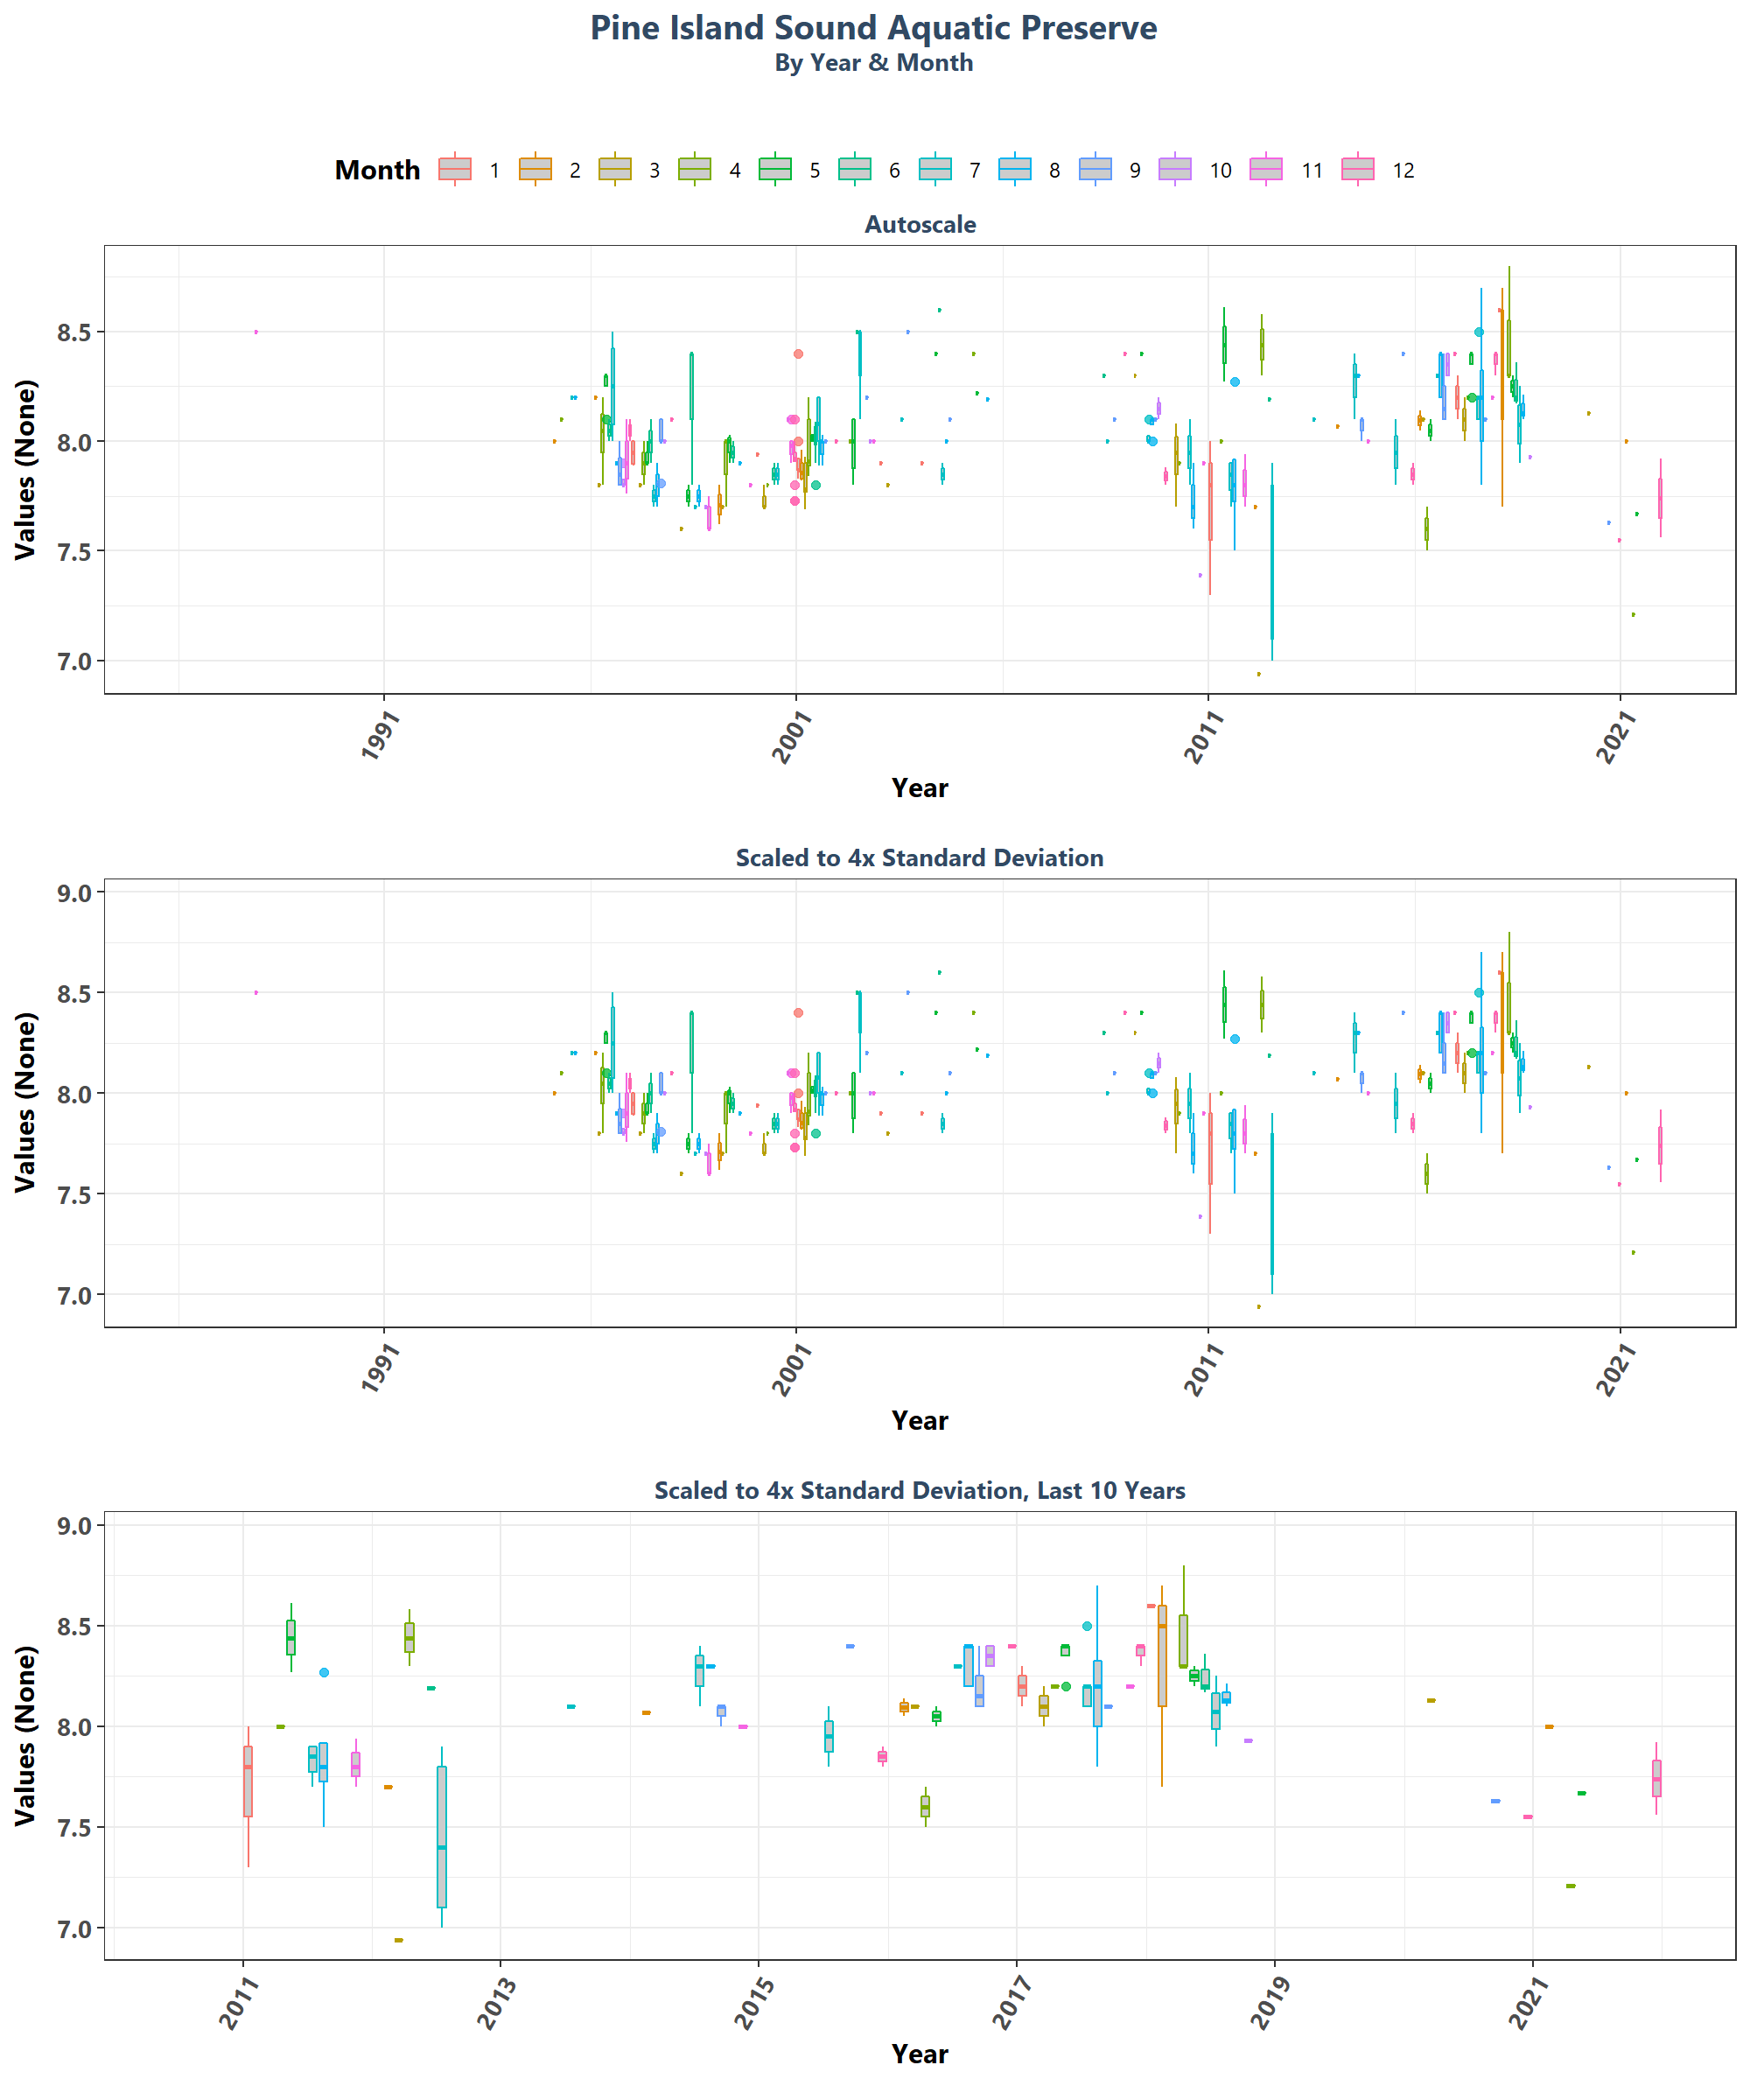 Pine Island Sound Aquatic Preserve
By Year & Month
Month 1 2 3 4 5 6 7 8 9 10 11 12
Autoscale
Values (None)
8.5
8.0
7.5
7.0
1991 2001 2011 2021
Year
Scaled to 4x Standard Deviation
Values (None)
9.0
8.5
8.0
7.5
7.0
1991 2001 2011 2021
Year
Scaled to 4x Standard Deviation, Last 10 Years
Values (None)
9.0
8.5
8.0
7.5
7.0
2011 2013 2015 2017 2019 2021
Year